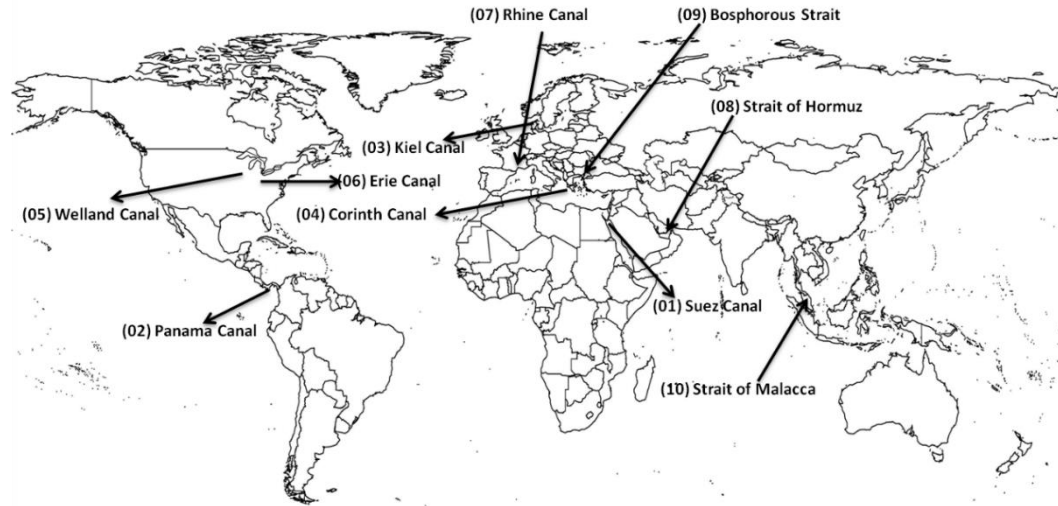 (07) Rhine Canal
(09) Bosphorous Strait
(08) Strait of Hormuz
(03) Kiel Canal
(06) Erie Canal
(05) Welland Canal
(04) Corinth Canal
(01) Suez Canal
(02) Panama Canal
(10) Strait of Malacca